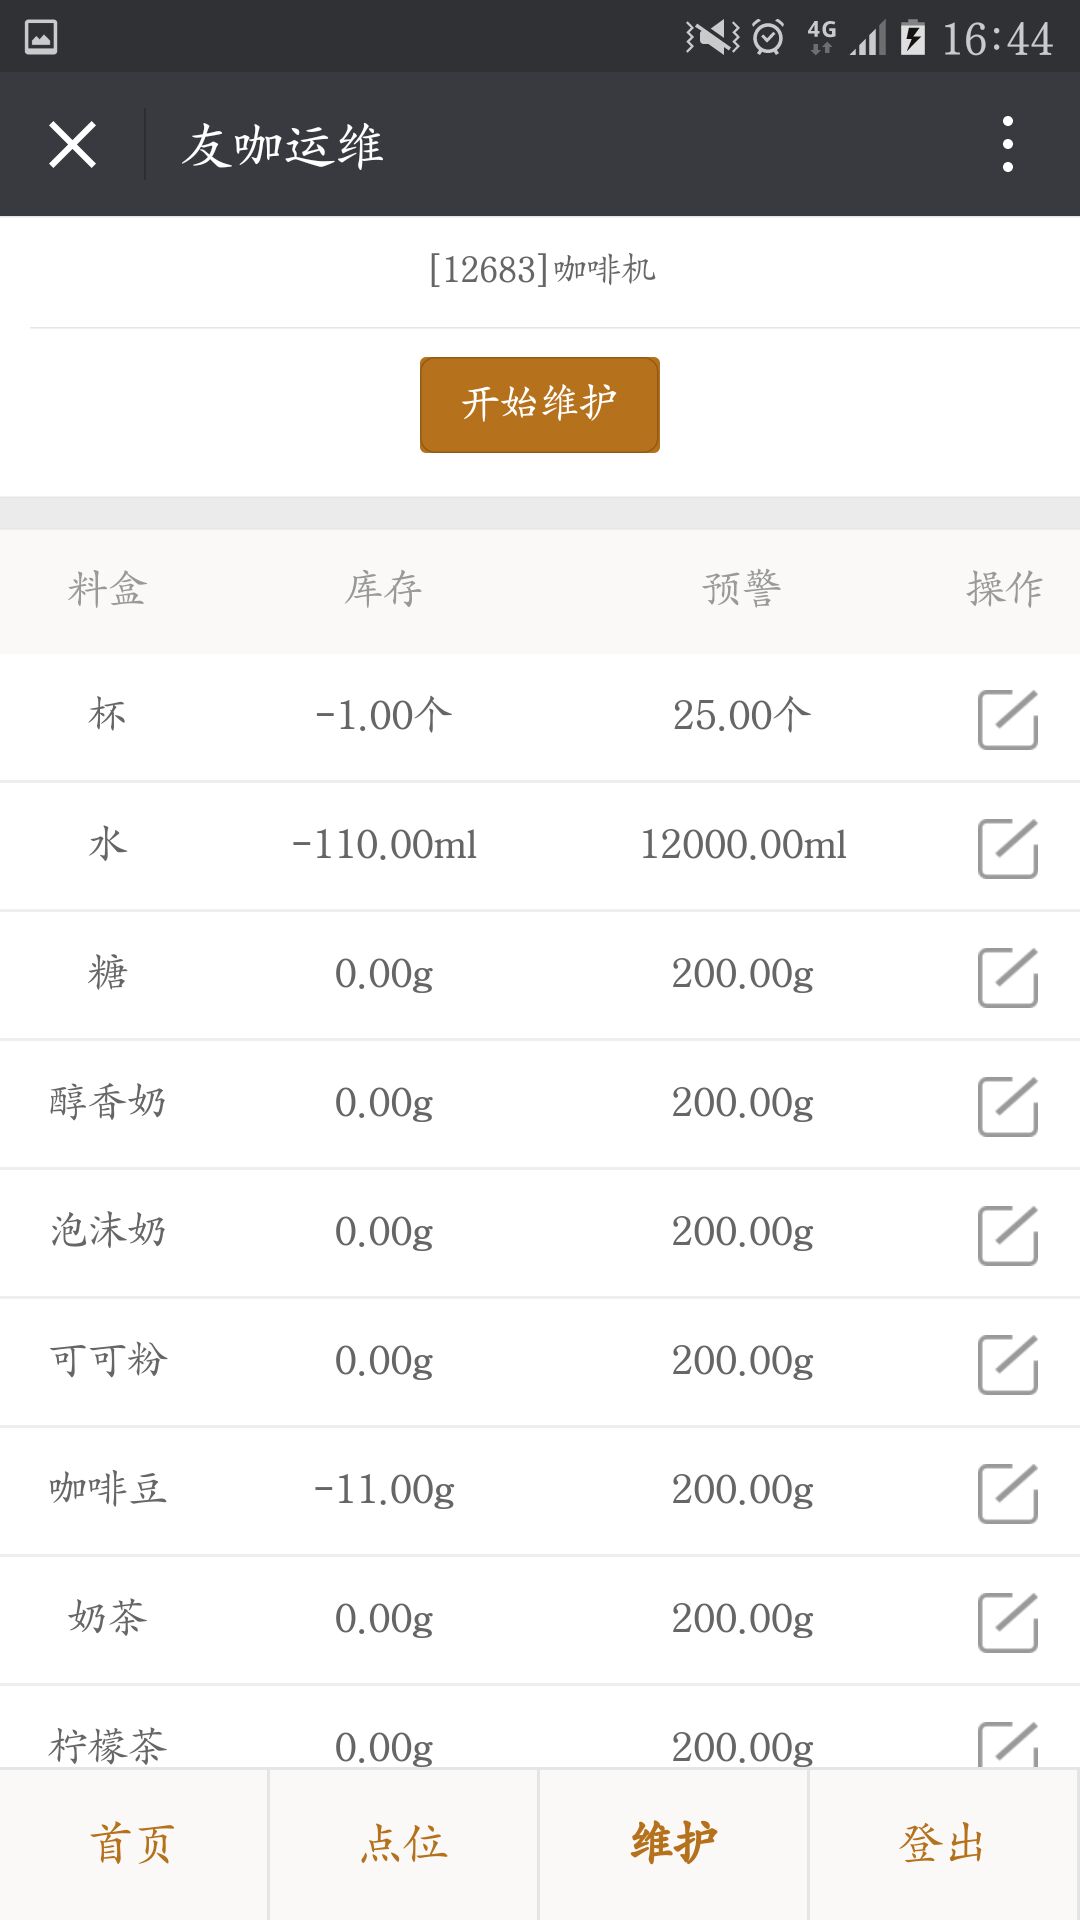 4G 16:44
友咖运维
[12683]咖啡机
开始维护
料盒 库存 预警 操作
杯 -1.00个 25.00个
水 -110.00ml 12000.00ml
糖 0.00g 200.00g
醇香奶 0.00g 200.00g
泡沫奶 0.00g 200.00g
可可粉 0.00g 200.00g
咖啡豆 -11.00g 200.00g
奶茶 0.00g 200.00g
柠檬茶 0.00g 200.00g
首页 点位 维护 登出